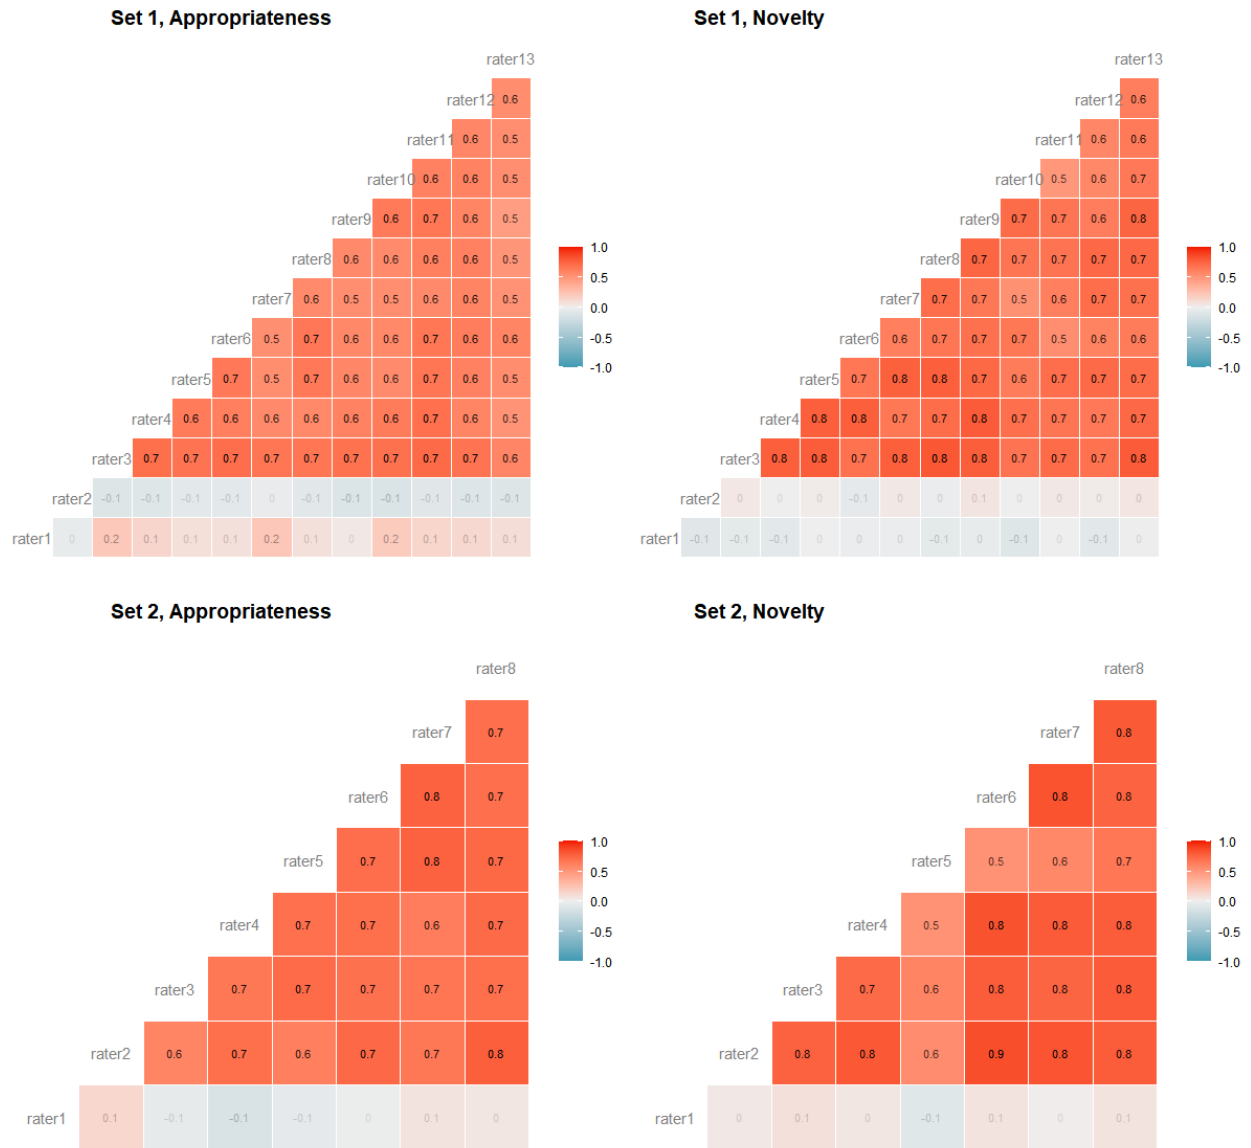 Set 1, Appropriateness
rater13
rater12 0.6
rater11 0.6 0.5
rater10 0.6 0.6 0.5
rater9 0.6 0.7 0.6 0.5
rater8 0.6 0.6 0.6 0.6 0.5
rater7 0.6 0.5 0.5 0.6 0.6 0.5
rater6 0.5 0.7 0.6 0.6 0.7 0.6 0.6
rater5 0.7 0.5 0.7 0.6 0.6 0.7 0.6 0.5
rater4 0.6 0.6 0.6 0.6 0.6 0.6 0.7 0.6 0.5
rater3 0.7 0.7 0.7 0.7 0.7 0.7 0.7 0.7 0.7 0.6
rater2 -0.1 -0.1 -0.1 -0.1 0 -0.1 -0.1 -0.1 -0.1 -0.1 -0.1
rater1 0 0.2 0.1 0.1 0.1 0.2 0.1 0 0.2 0.1 0.1 0.1
1.0
0.5
0.0
-0.5
-1.0
Set 1, Novelty
rater13
rater12 0.6
rater11 0.6 0.6
rater10 0.5 0.6 0.7
rater9 0.7 0.7 0.6 0.8
rater8 0.7 0.7 0.7 0.7 0.7
rater7 0.7 0.7 0.5 0.6 0.7 0.7
rater6 0.6 0.7 0.7 0.7 0.5 0.6 0.6
rater5 0.7 0.8 0.8 0.7 0.6 0.7 0.7 0.7
rater4 0.8 0.8 0.7 0.7 0.8 0.7 0.7 0.7 0.7
rater3 0.8 0.8 0.7 0.8 0.8 0.8 0.7 0.7 0.7 0.8
rater2 0 0 0 -0.1 0 0 0.1 0 0 0 0
rater1 -0.1 -0.1 -0.1 0 0 0 -0.1 0 -0.1 0 -0.1 0
1.0
0.5
0.0
-0.5
-1.0
Set 2, Appropriateness
rater8
rater7 0.7
rater6 0.8 0.7
rater5 0.7 0.8 0.7
rater4 0.7 0.7 0.6 0.7
rater3 0.7 0.7 0.7 0.7 0.7
rater2 0.6 0.7 0.6 0.7 0.7 0.8
rater1 0.1 -0.1 -0.1 -0.1 0 0.1 0.1
1.0
0.5
0.0
-0.5
-1.0
Set 2, Novelty
rater8
rater7 0.8
rater6 0.8 0.8
rater5 0.5 0.6 0.7
rater4 0.5 0.8 0.8 0.8
rater3 0.7 0.6 0.8 0.8 0.8
rater2 0.8 0.8 0.6 0.9 0.8 0.8
rater1 0 0.1 0 -0.1 0.1 0 0.1
1.0
0.5
0.0
-0.5
-1.0